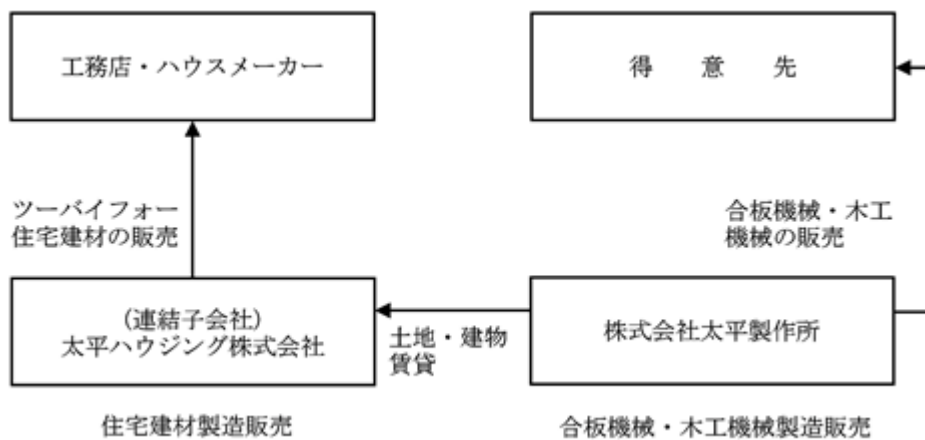 工務店・ハウスメーカー
得　意　先
ツーバイフォー
住宅建材の販売
合板機械・木工
機械の販売
(連結子会社)
太平ハウジング株式会社
土地・建物
賃貸
株式会社太平製作所
住宅建材製造販売
合板機械・木工機械製造販売